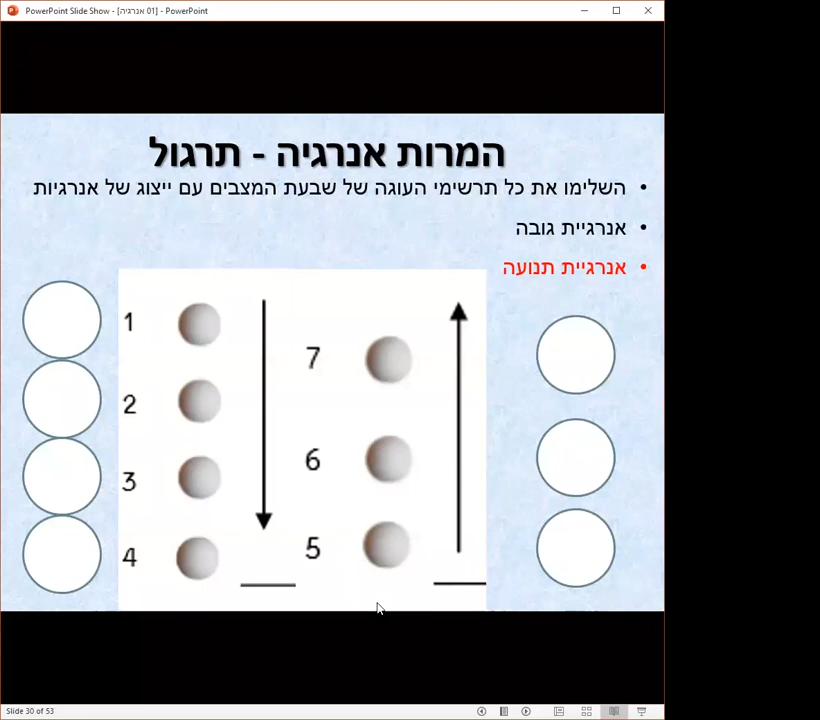 PowerPoint Slide Show - [01 אנרגיה] - PowerPoint
המרות אנרגיה - תרגול
• השלימו את כל תרשימי העוגה של שבעת המצבים עם ייצוג של אנרגיות
• אנרגיית גובה
• אנרגיית תנועה
1
2
3
4
7
6
5
Slide 30 of 53